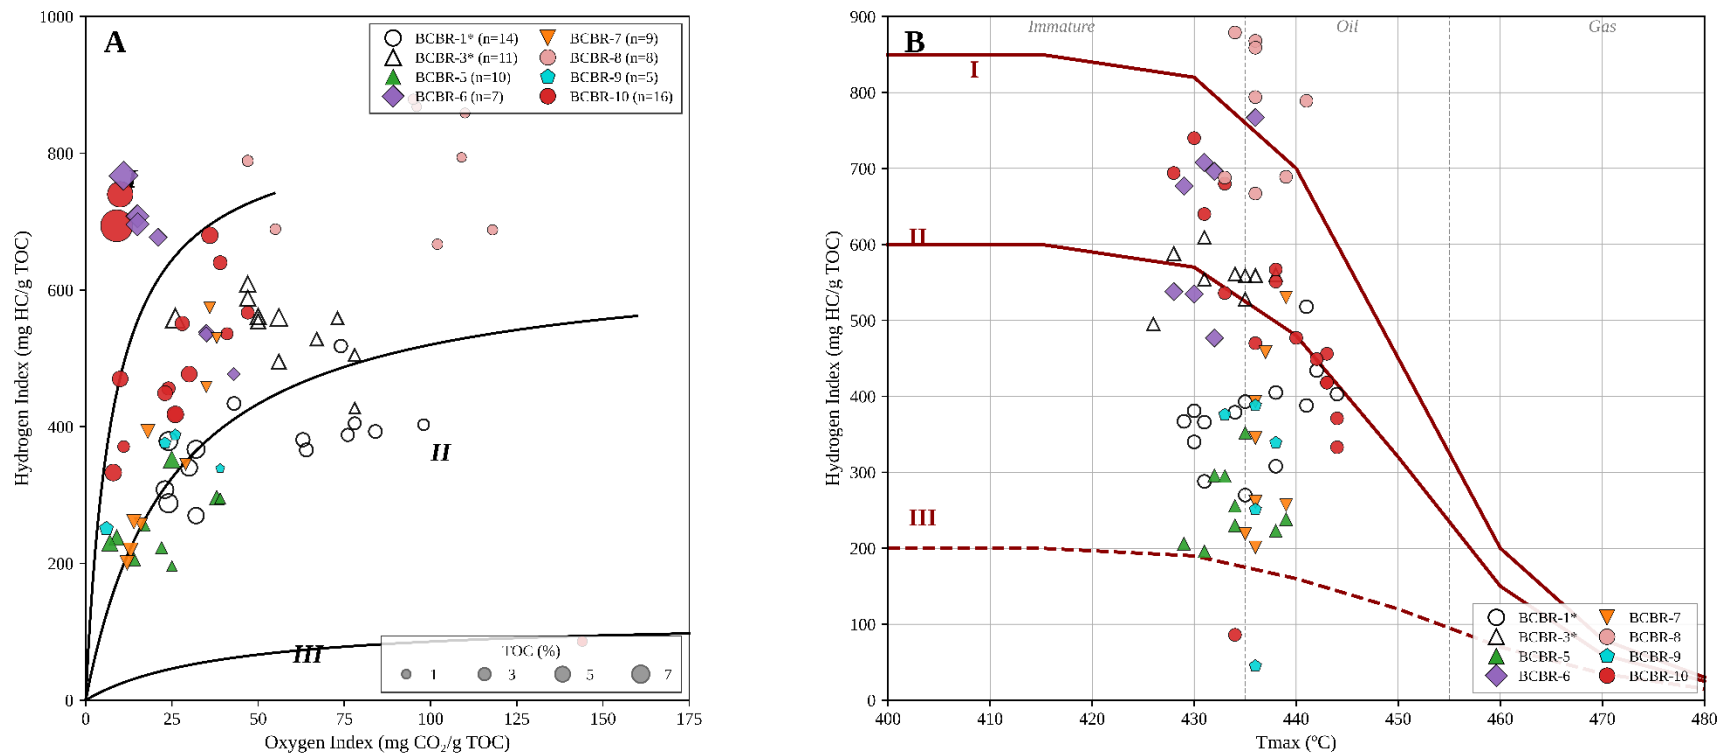 A
BCBR-1* (n=14)
BCBR-3* (n=11)
BCBR-5 (n=10)
BCBR-6 (n=7)
BCBR-7 (n=9)
BCBR-8 (n=8)
BCBR-9 (n=5)
BCBR-10 (n=16)
1000
800
600
400
200
0
Hydrogen Index (mg HC/g TOC)
I
II
III
TOC (%)
1
3
5
7
0
25
50
75
100
125
150
175
Oxygen Index (mg CO₂/g TOC)
B
Immature
Oil
Gas
900
800
700
600
500
400
300
200
100
0
Hydrogen Index (mg HC/g TOC)
I
II
III
BCBR-1*
BCBR-3*
BCBR-5
BCBR-6
BCBR-7
BCBR-8
BCBR-9
BCBR-10
400
410
420
430
440
450
460
470
480
Tmax (ºC)